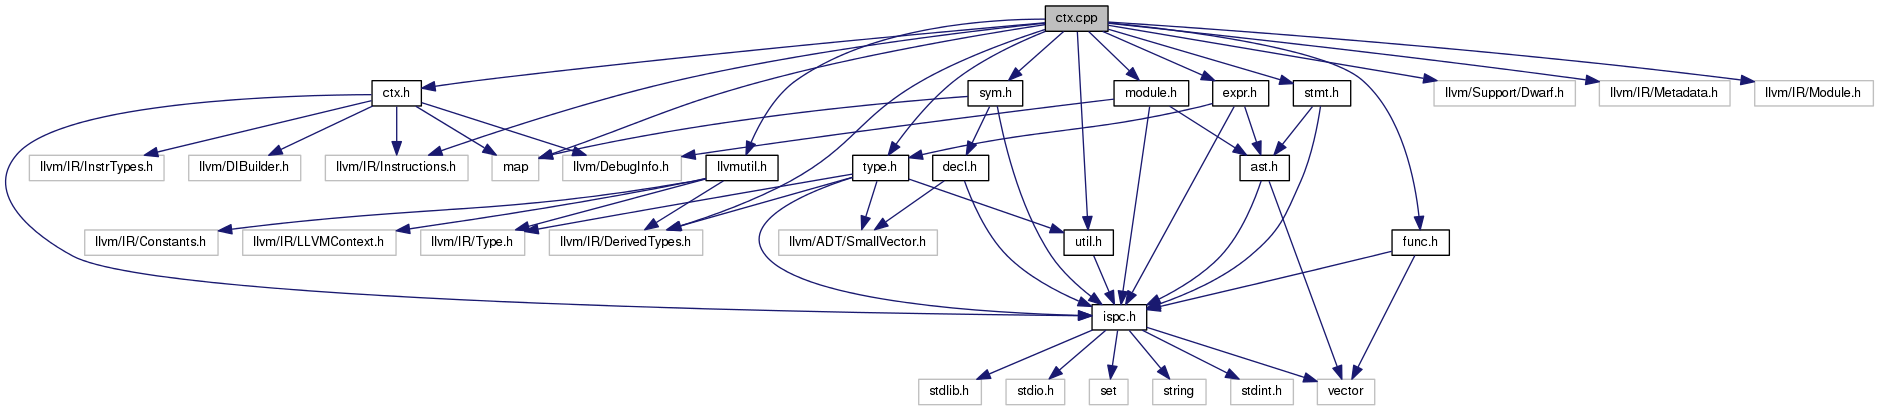 ctx.cpp
ctx.h
sym.h
module.h
expr.h
stmt.h
llvm/Support/Dwarf.h
llvm/IR/Metadata.h
llvm/IR/Module.h
llvm/IR/InstrTypes.h
llvm/DIBuilder.h
llvm/IR/Instructions.h
map
llvm/DebugInfo.h
llvmutil.h
type.h
decl.h
ast.h
llvm/IR/Constants.h
llvm/IR/LLVMContext.h
llvm/IR/Type.h
llvm/IR/DerivedTypes.h
llvm/ADT/SmallVector.h
util.h
func.h
ispc.h
stdlib.h
stdio.h
set
string
stdint.h
vector